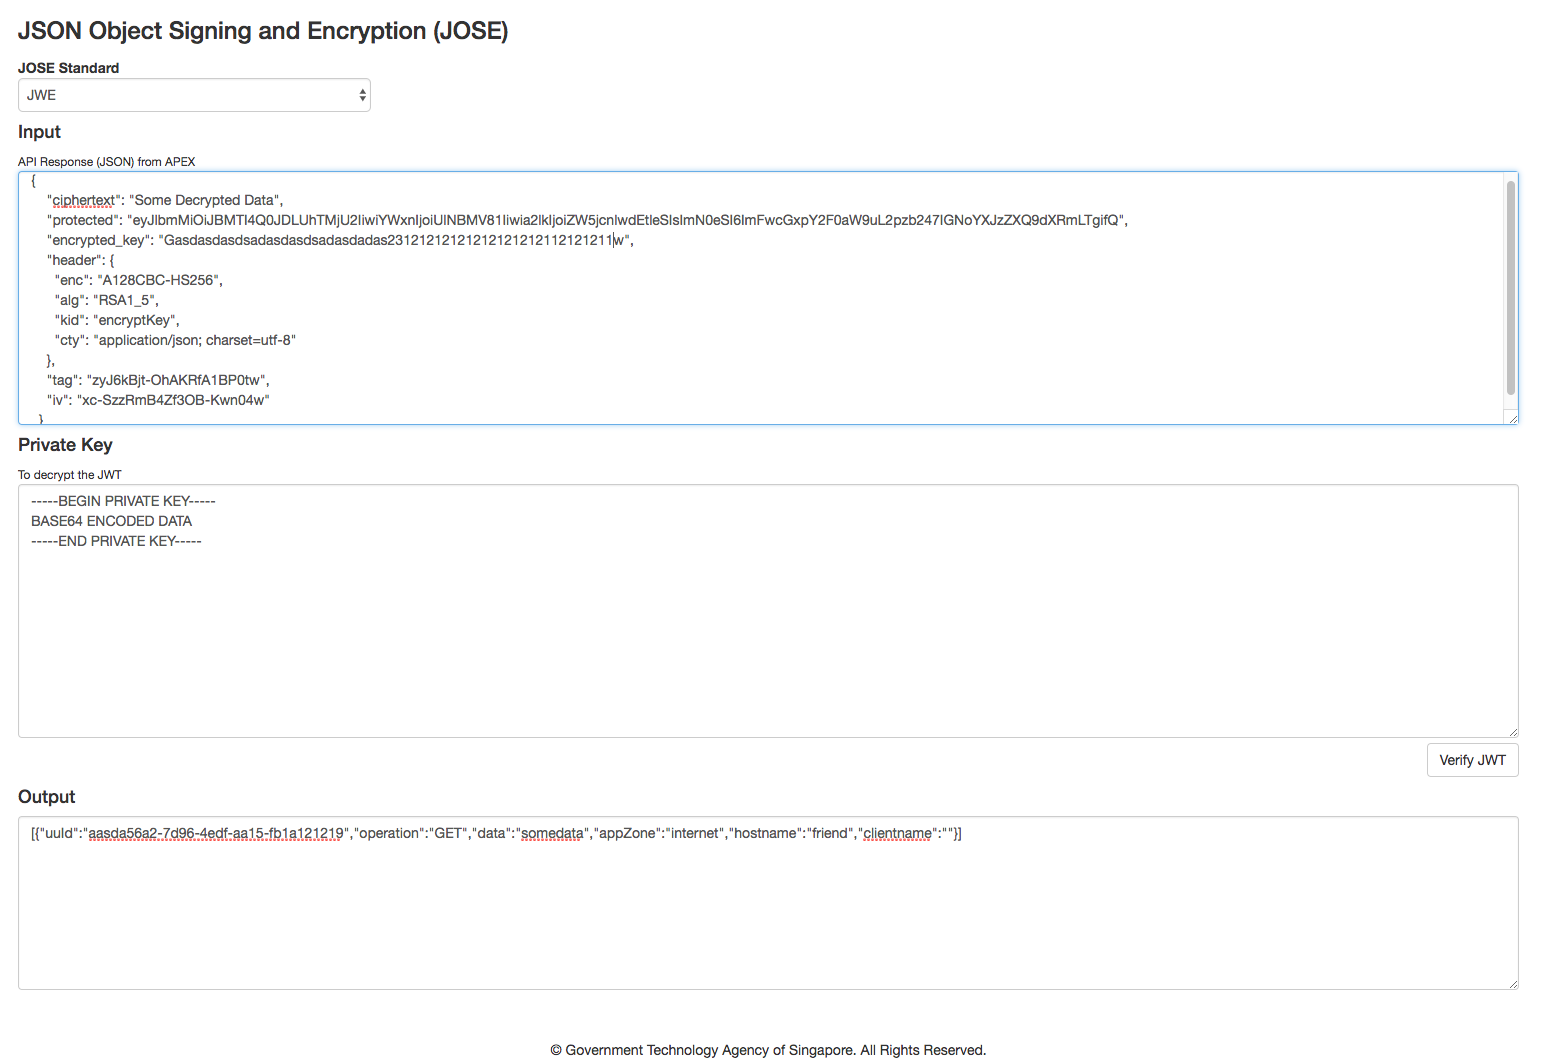 JSON Object Signing and Encryption (JOSE)
JOSE Standard
JWE
Input
API Response (JSON) from APEX
{
"ciphertext": "Some Decrypted Data",
"protected": "eyJlbmMiOiJBMTI4Q0JDLUhTMjU2IiwiYWxnIjoiUlNBMV81Iiwia2lkIjoiZW5jcnlwdEtleSIsImN0eSI6ImFwcGxpY2F0aW9uL2pzb247IGNoYXJzZXQ9dXRmLTgifQ",
"encrypted_key": "Gasdasdasdsadasdasdsadasdadas23121212121212121212112121211w",
"header": {
"enc": "A128CBC-HS256",
"alg": "RSA1_5",
"kid": "encryptKey",
"cty": "application/json; charset=utf-8"
},
"tag": "zyJ6kBjt-OhAKRfA1BP0tw",
"iv": "xc-SzzRmB4Zf3OB-Kwn04w"
}
Private Key
To decrypt the JWT
-----BEGIN PRIVATE KEY-----
BASE64 ENCODED DATA
-----END PRIVATE KEY-----
Verify JWT
Output
[{"uuId":"aasda56a2-7d96-4edf-aa15-fb1a121219","operation":"GET","data":"somedata","appZone":"internet","hostname":"friend","clientname":""}]
© Government Technology Agency of Singapore. All Rights Reserved.